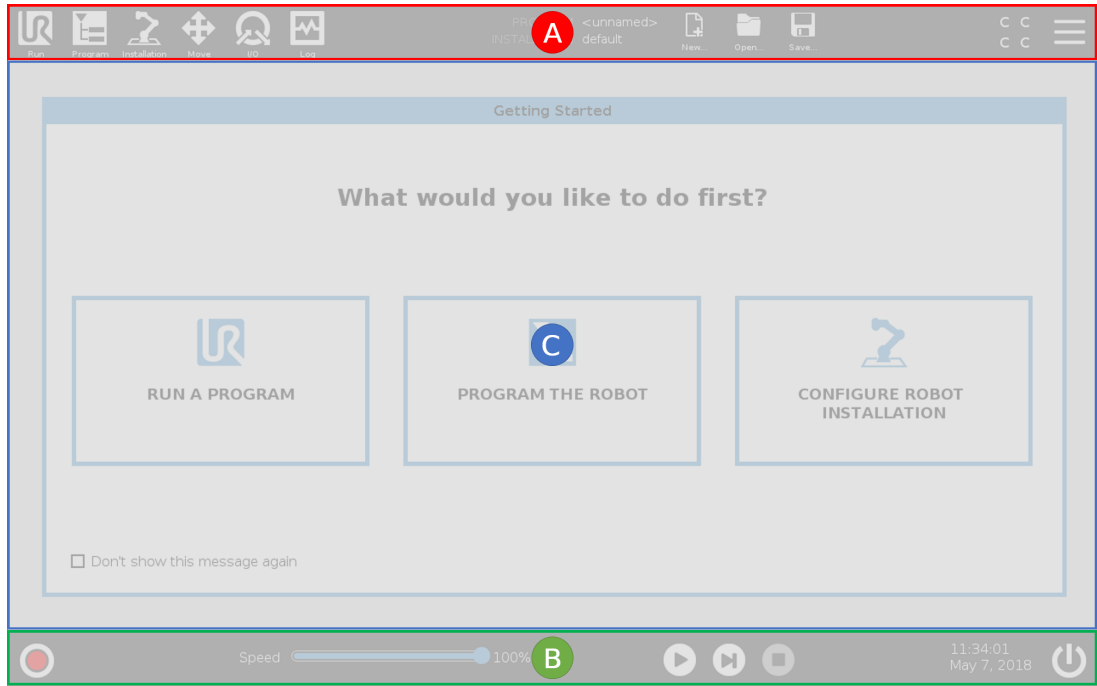 <unnamed>
default
A
C C
C C
Run
Program
Installation
Move
I/O
Log
New...
Open...
Save...
Getting Started
What would you like to do first?
C
RUN A PROGRAM
PROGRAM THE ROBOT
CONFIGURE ROBOT
INSTALLATION
Don't show this message again
Speed
100%
B
11:34:01
May 7, 2018